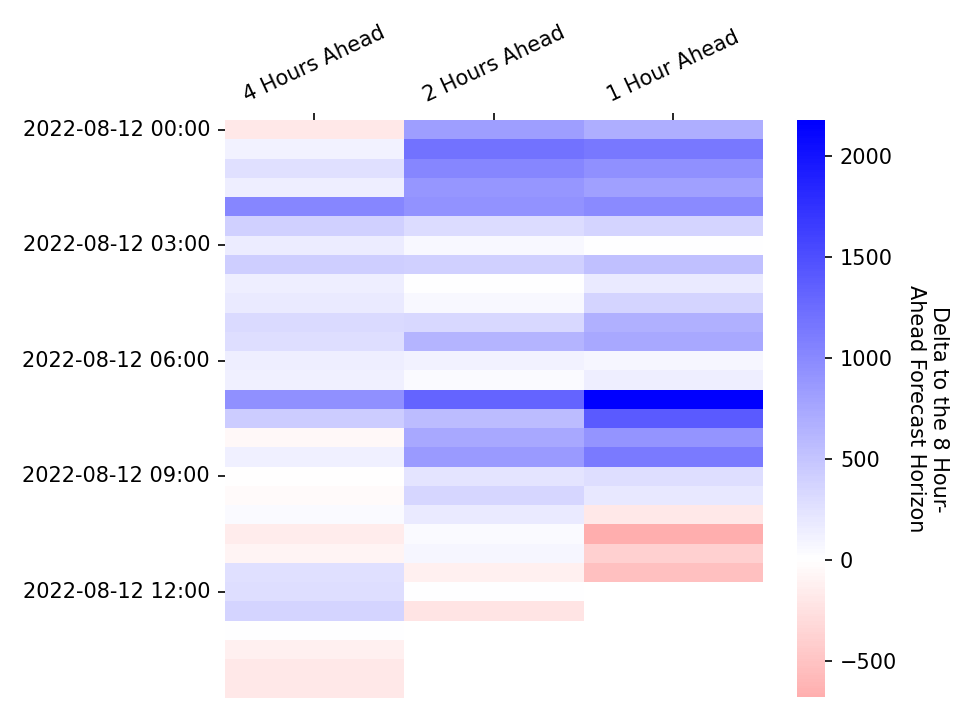 4 Hours Ahead
2 Hours Ahead
1 Hour Ahead
2022-08-12 00:00
2022-08-12 03:00
2022-08-12 06:00
2022-08-12 09:00
2022-08-12 12:00
2000
1500
1000
500
0
−500
Delta to the 8 Hour-
Ahead Forecast Horizon